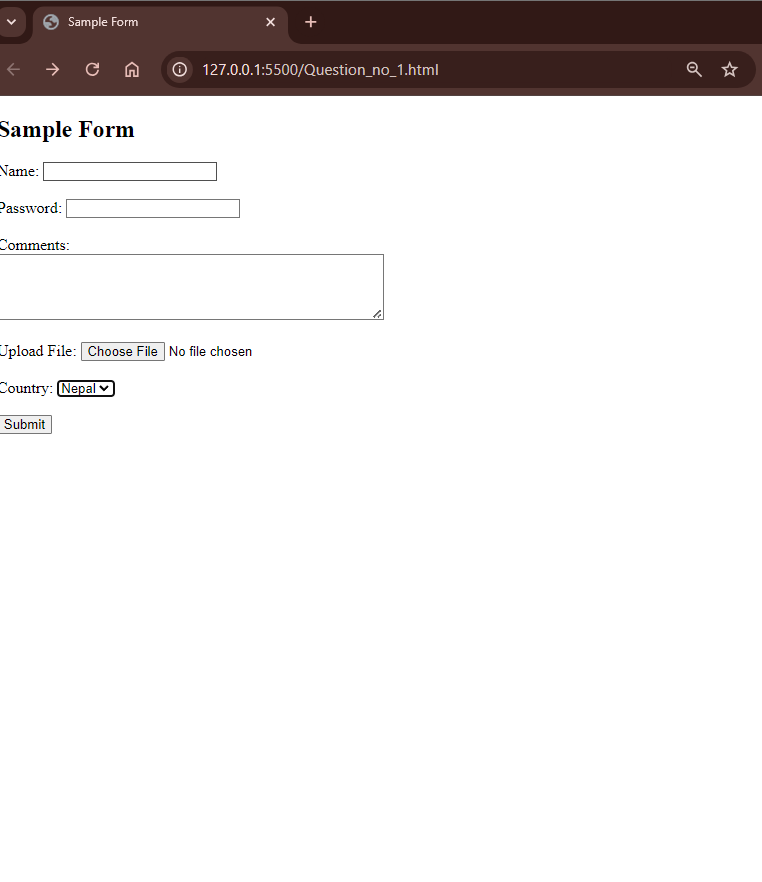 Sample Form
127.0.0.1:5500/Question_no_1.html
Sample Form
Name:
Password:
Comments:
Upload File: Choose File No file chosen
Country: Nepal
Submit